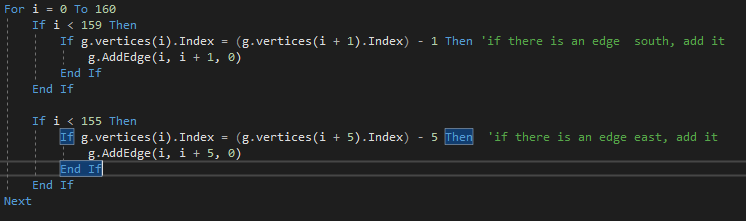 For i = 0 To 160
If i < 159 Then
If g.vertices(i).Index = (g.vertices(i + 1).Index) - 1 Then 'if there is an edge  south, add it
g.AddEdge(i, i + 1, 0)
End If
End If
If i < 155 Then
If g.vertices(i).Index = (g.vertices(i + 5).Index) - 5 Then  'if there is an edge east, add it
g.AddEdge(i, i + 5, 0)
End If
End If
Next